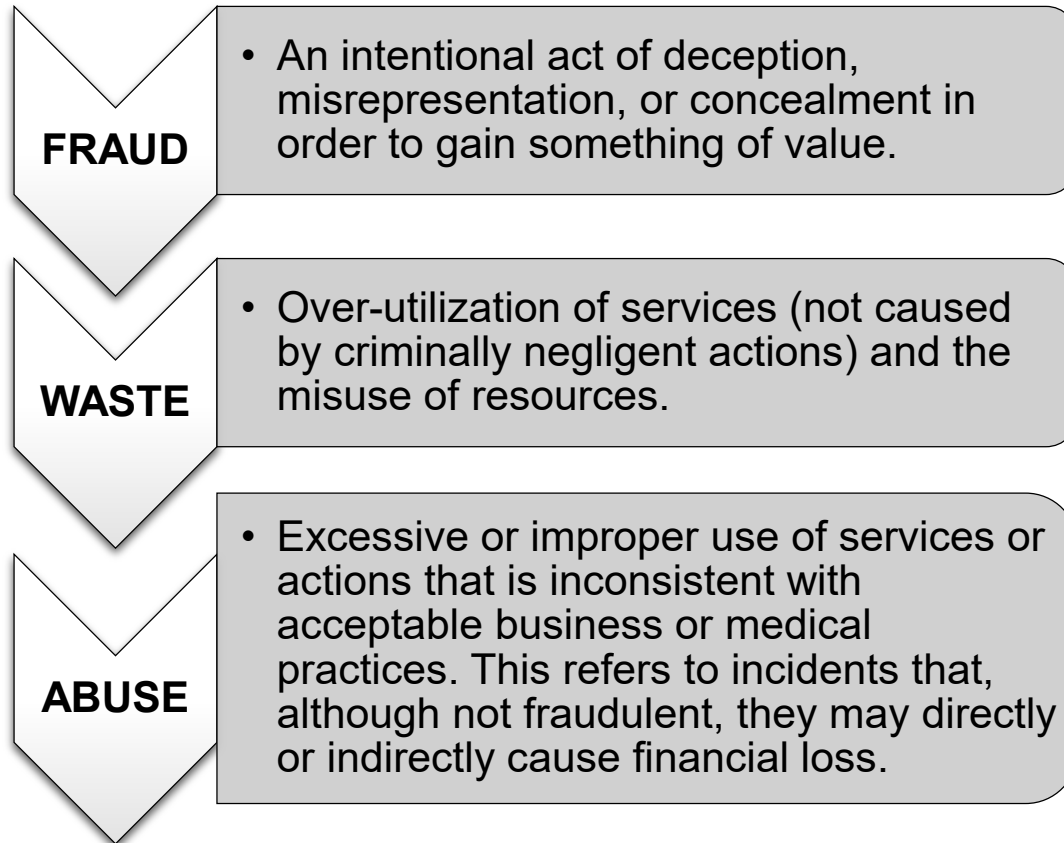 FRAUD
• An intentional act of deception,
misrepresentation, or concealment in
order to gain something of value.
WASTE
• Over-utilization of services (not caused
by criminally negligent actions) and the
misuse of resources.
ABUSE
• Excessive or improper use of services or
actions that is inconsistent with
acceptable business or medical
practices. This refers to incidents that,
although not fraudulent, they may directly
or indirectly cause financial loss.